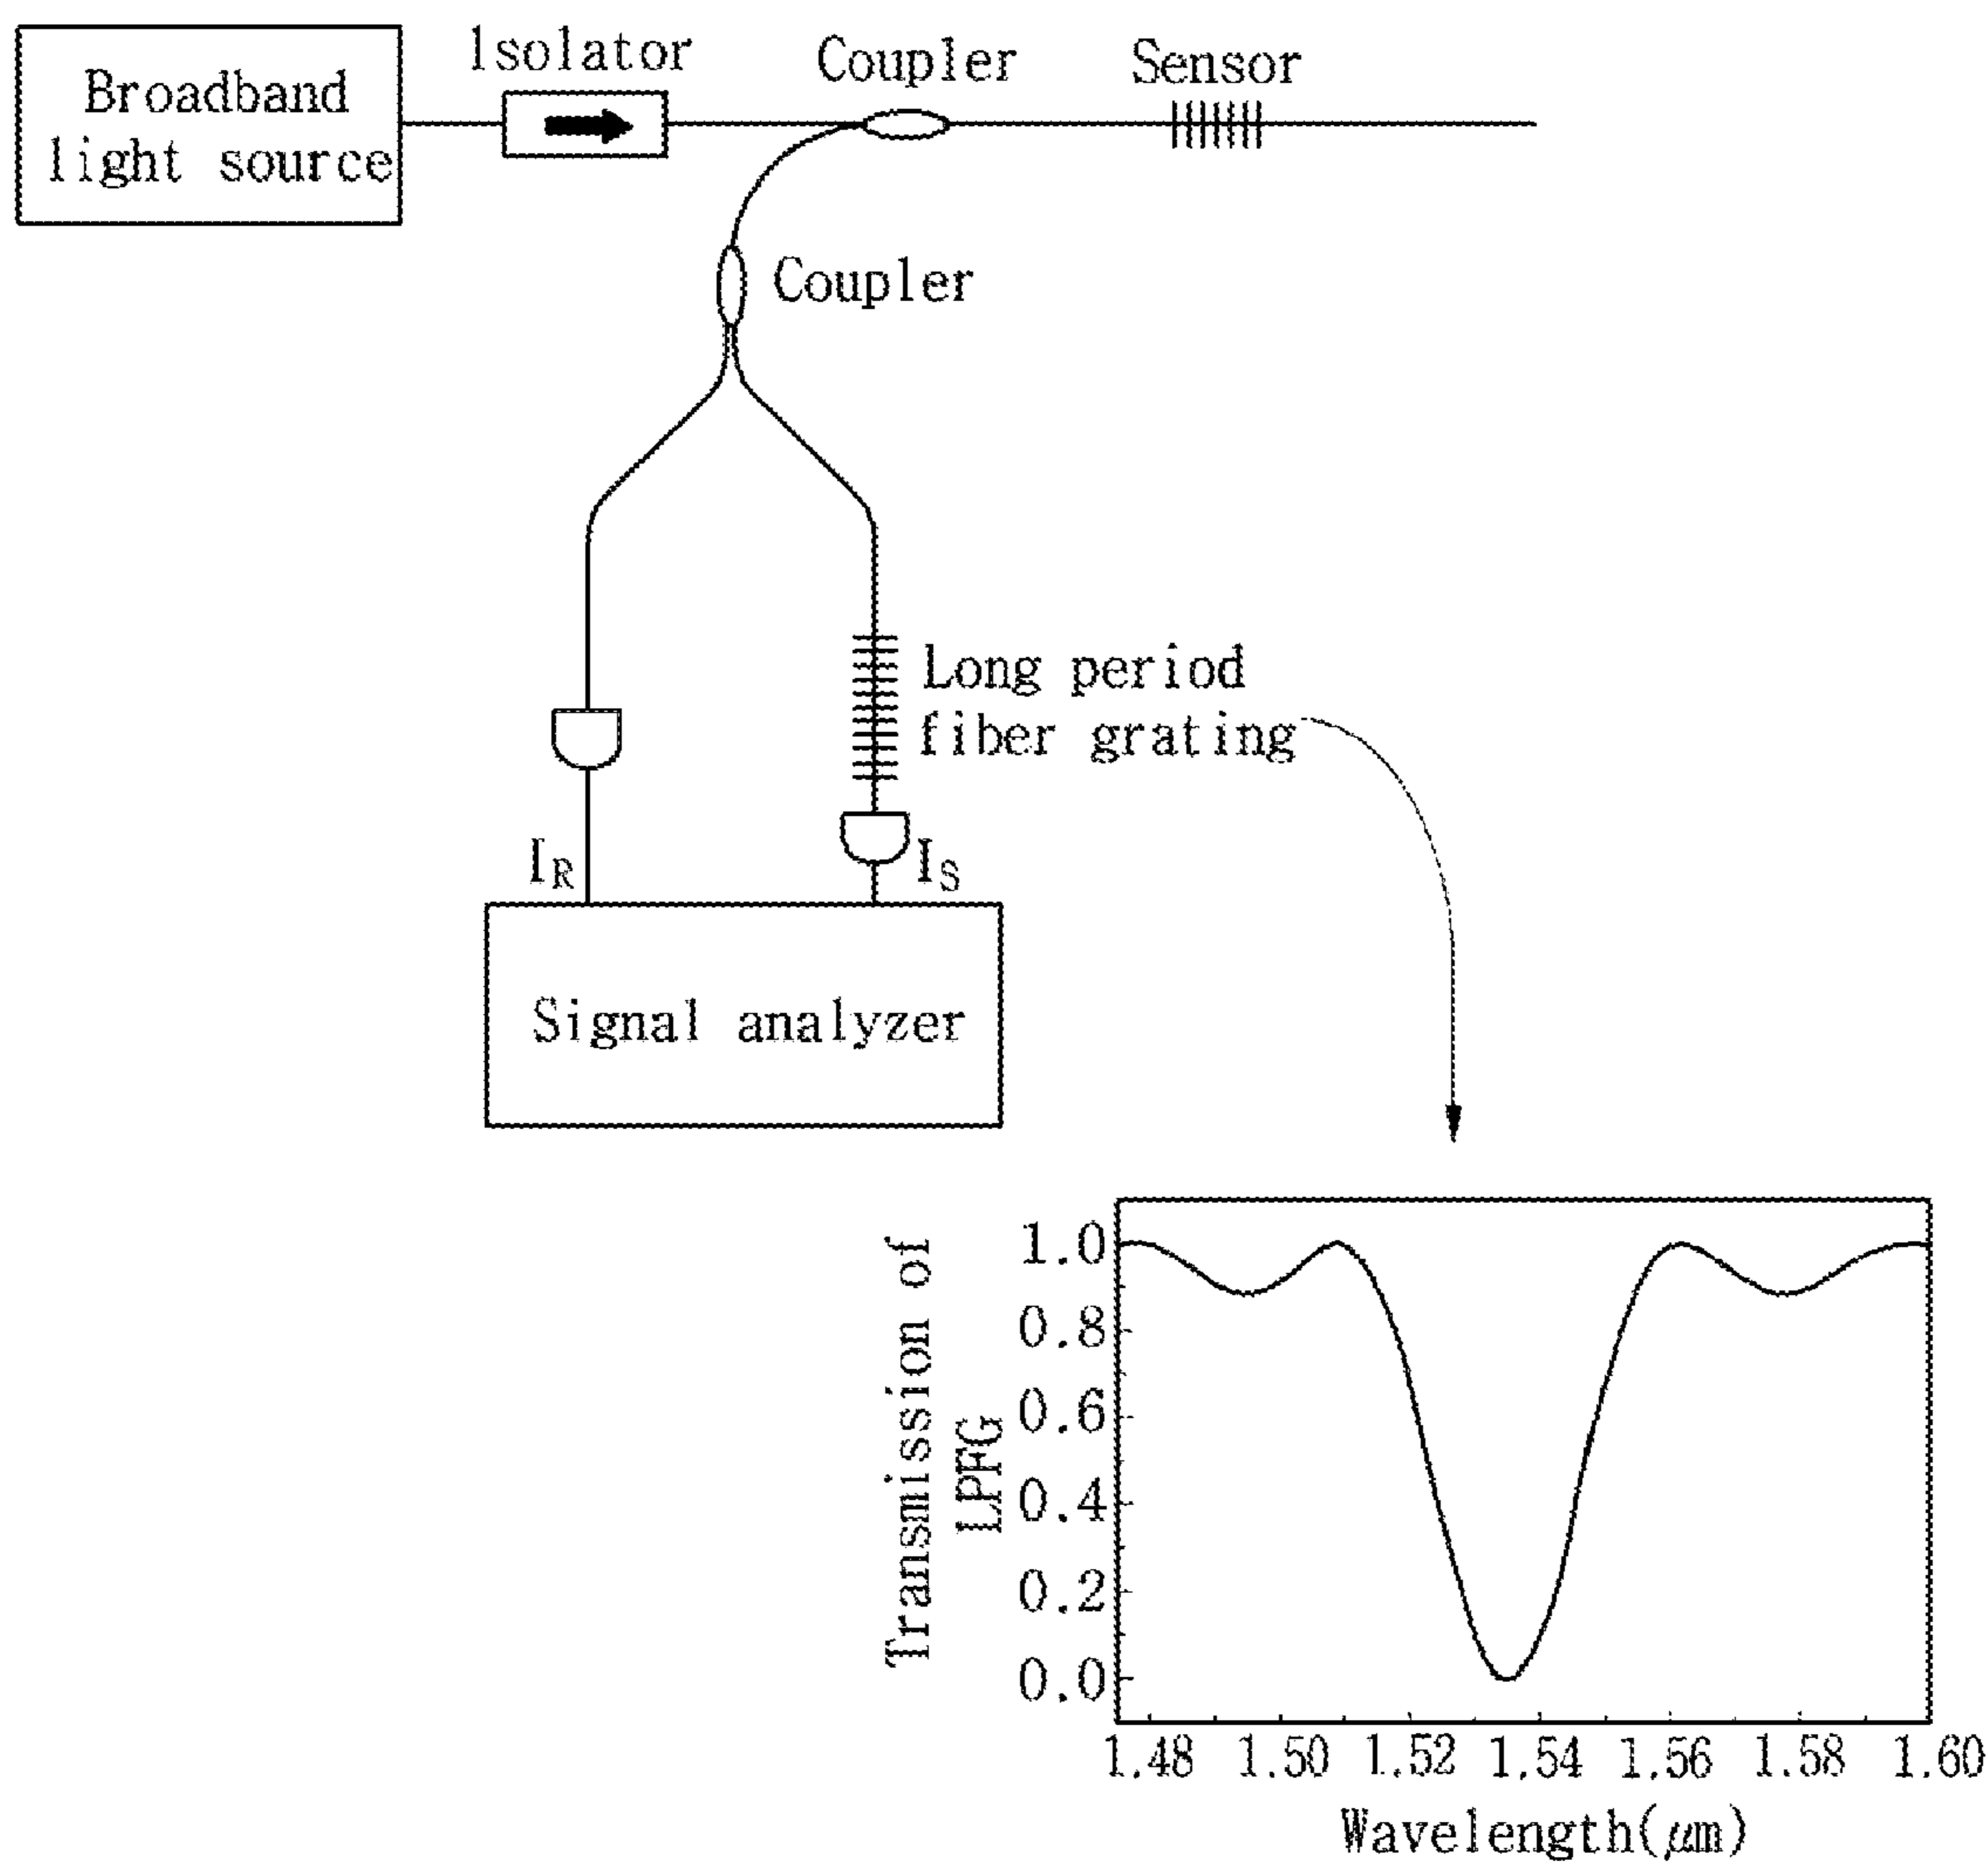 Isolator
Coupler
Sensor
Broadband
light source
Coupler
Long period
fiber grating
IR
IS
Signal analyzer
Transmission of
LPFG
1.0
0.8
0.6
0.4
0.2
0.0
1.48 1.50 1.52 1.54 1.56 1.58 1.60
Wavelength(μm)